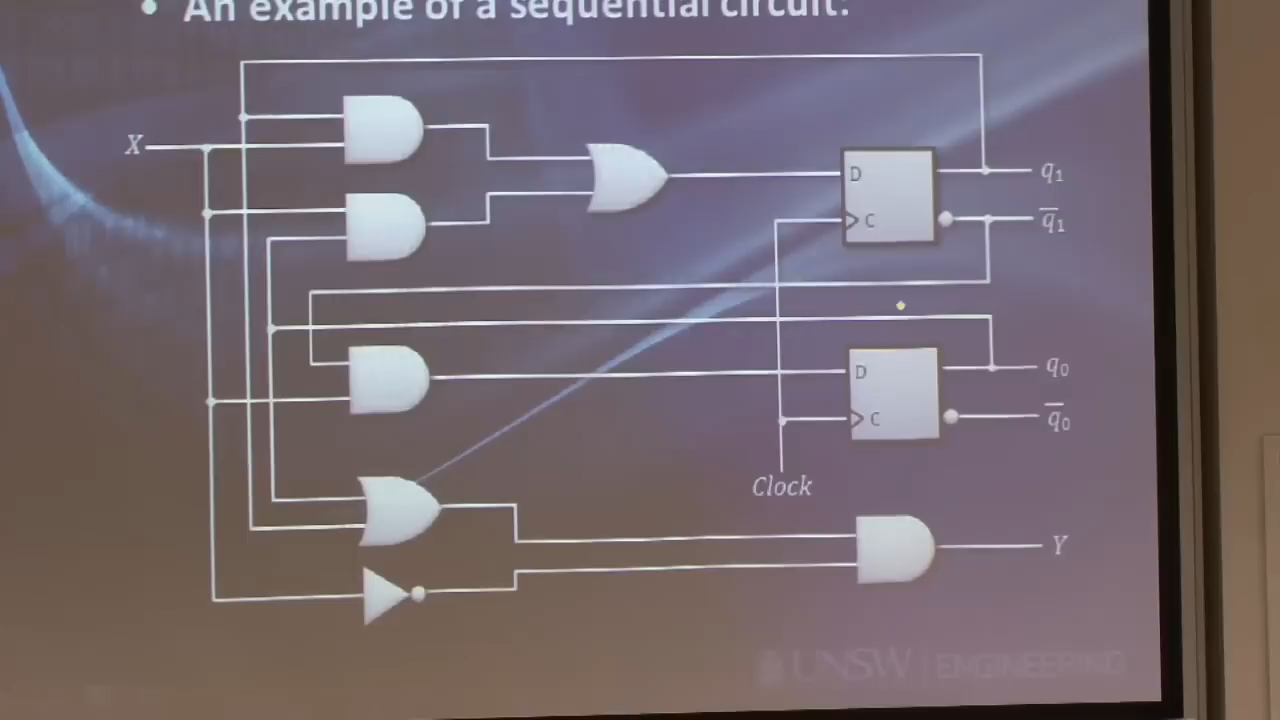 • An example of a sequential circuit:
X
D
C
q₁
q̅₁
D
C
q₀
q̅₀
Clock
Y
UNSW | ENGINEERING